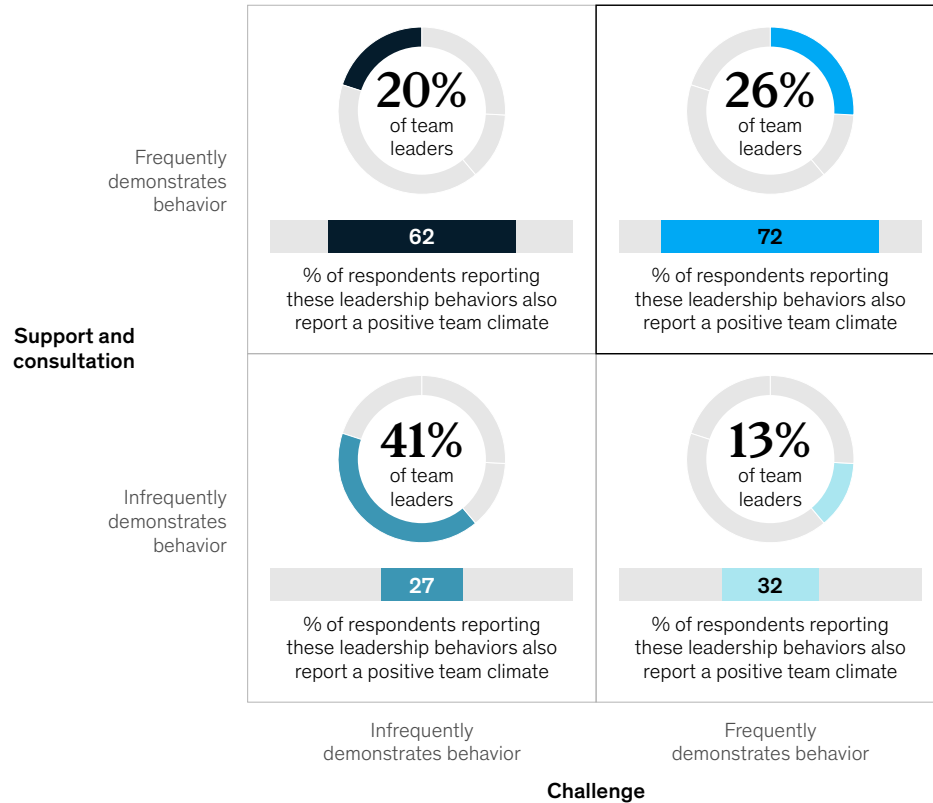 20%
of team
leaders
62
% of respondents reporting
these leadership behaviors also
report a positive team climate
26%
of team
leaders
72
% of respondents reporting
these leadership behaviors also
report a positive team climate
Frequently
demonstrates
behavior
Support and
consultation
41%
of team
leaders
27
% of respondents reporting
these leadership behaviors also
report a positive team climate
13%
of team
leaders
32
% of respondents reporting
these leadership behaviors also
report a positive team climate
Infrequently
demonstrates
behavior
Infrequently
demonstrates behavior
Frequently
demonstrates behavior
Challenge